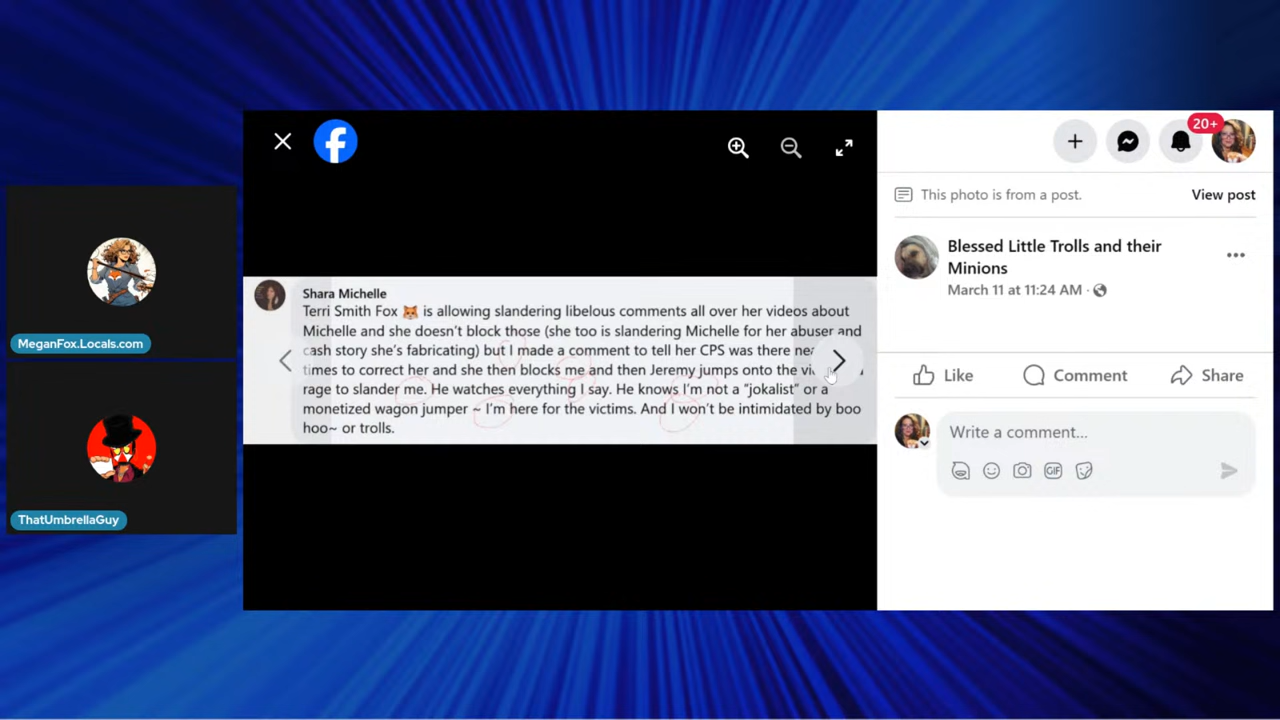 20+
This photo is from a post.
View post
Blessed Little Trolls and their
Minions
March 11 at 11:24 AM
Shara Michelle
Terri Smith Fox 🦊 is allowing slandering libelous comments all over her videos about
Michelle and she doesn't block those (she too is slandering Michelle for her abuser and
cash story she's fabricating) but I made a comment to tell her CPS was there
times to correct her and she then blocks me and then Jeremy jumps onto the
rage to slander me. He watches everything I say. He knows I'm not a "jokalist" or a
monetized wagon jumper ~ I'm here for the victims. And I won't be intimidated by boo
hoo~ or trolls.
Like
Comment
Share
Write a comment...
GIF
MeganFox.Locals.com
ThatUmbrellaGuy